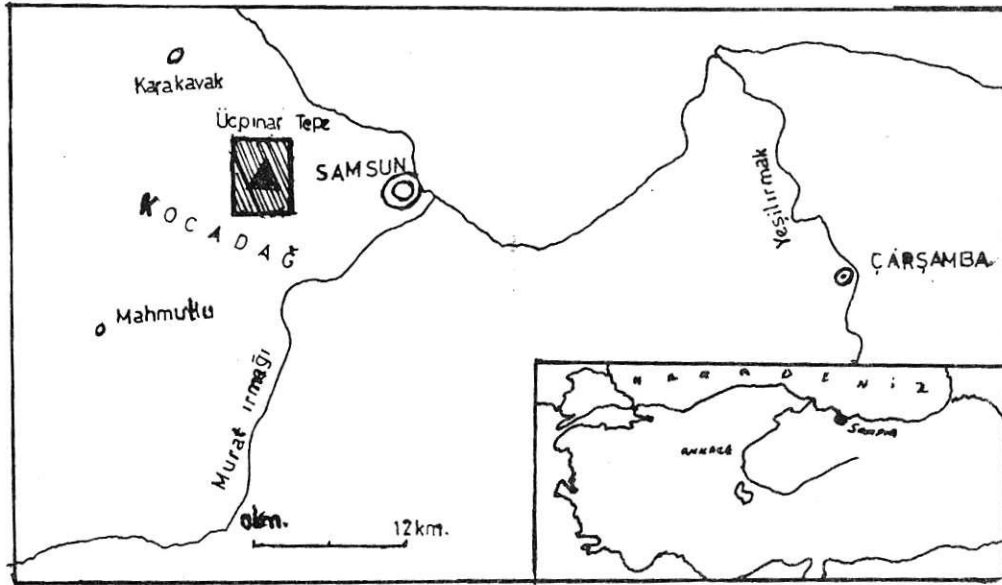 Karakavak
Üçpınar Tepe
SAMSUN
KOCADAĞ
Mahmutlu
Murat ırmağı
Yeşilırmak
ÇARŞAMBA
0km.
12km.
KARADENİZ
SAMSUN
ANKARA